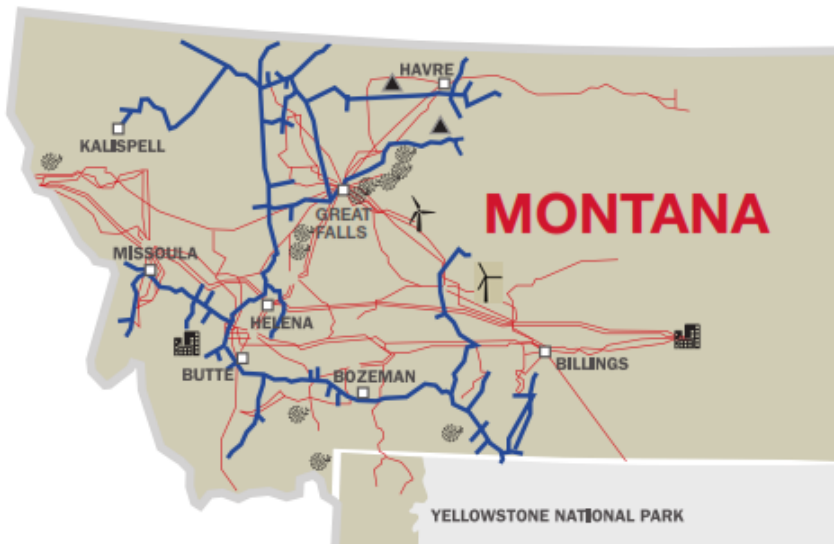 HAVRE
KALISPELL
MONTANA
GREAT
FALLS
MISSOULA
HELENA
BUTTE
BOZEMAN
BILLINGS
YELLOWSTONE NATIONAL PARK